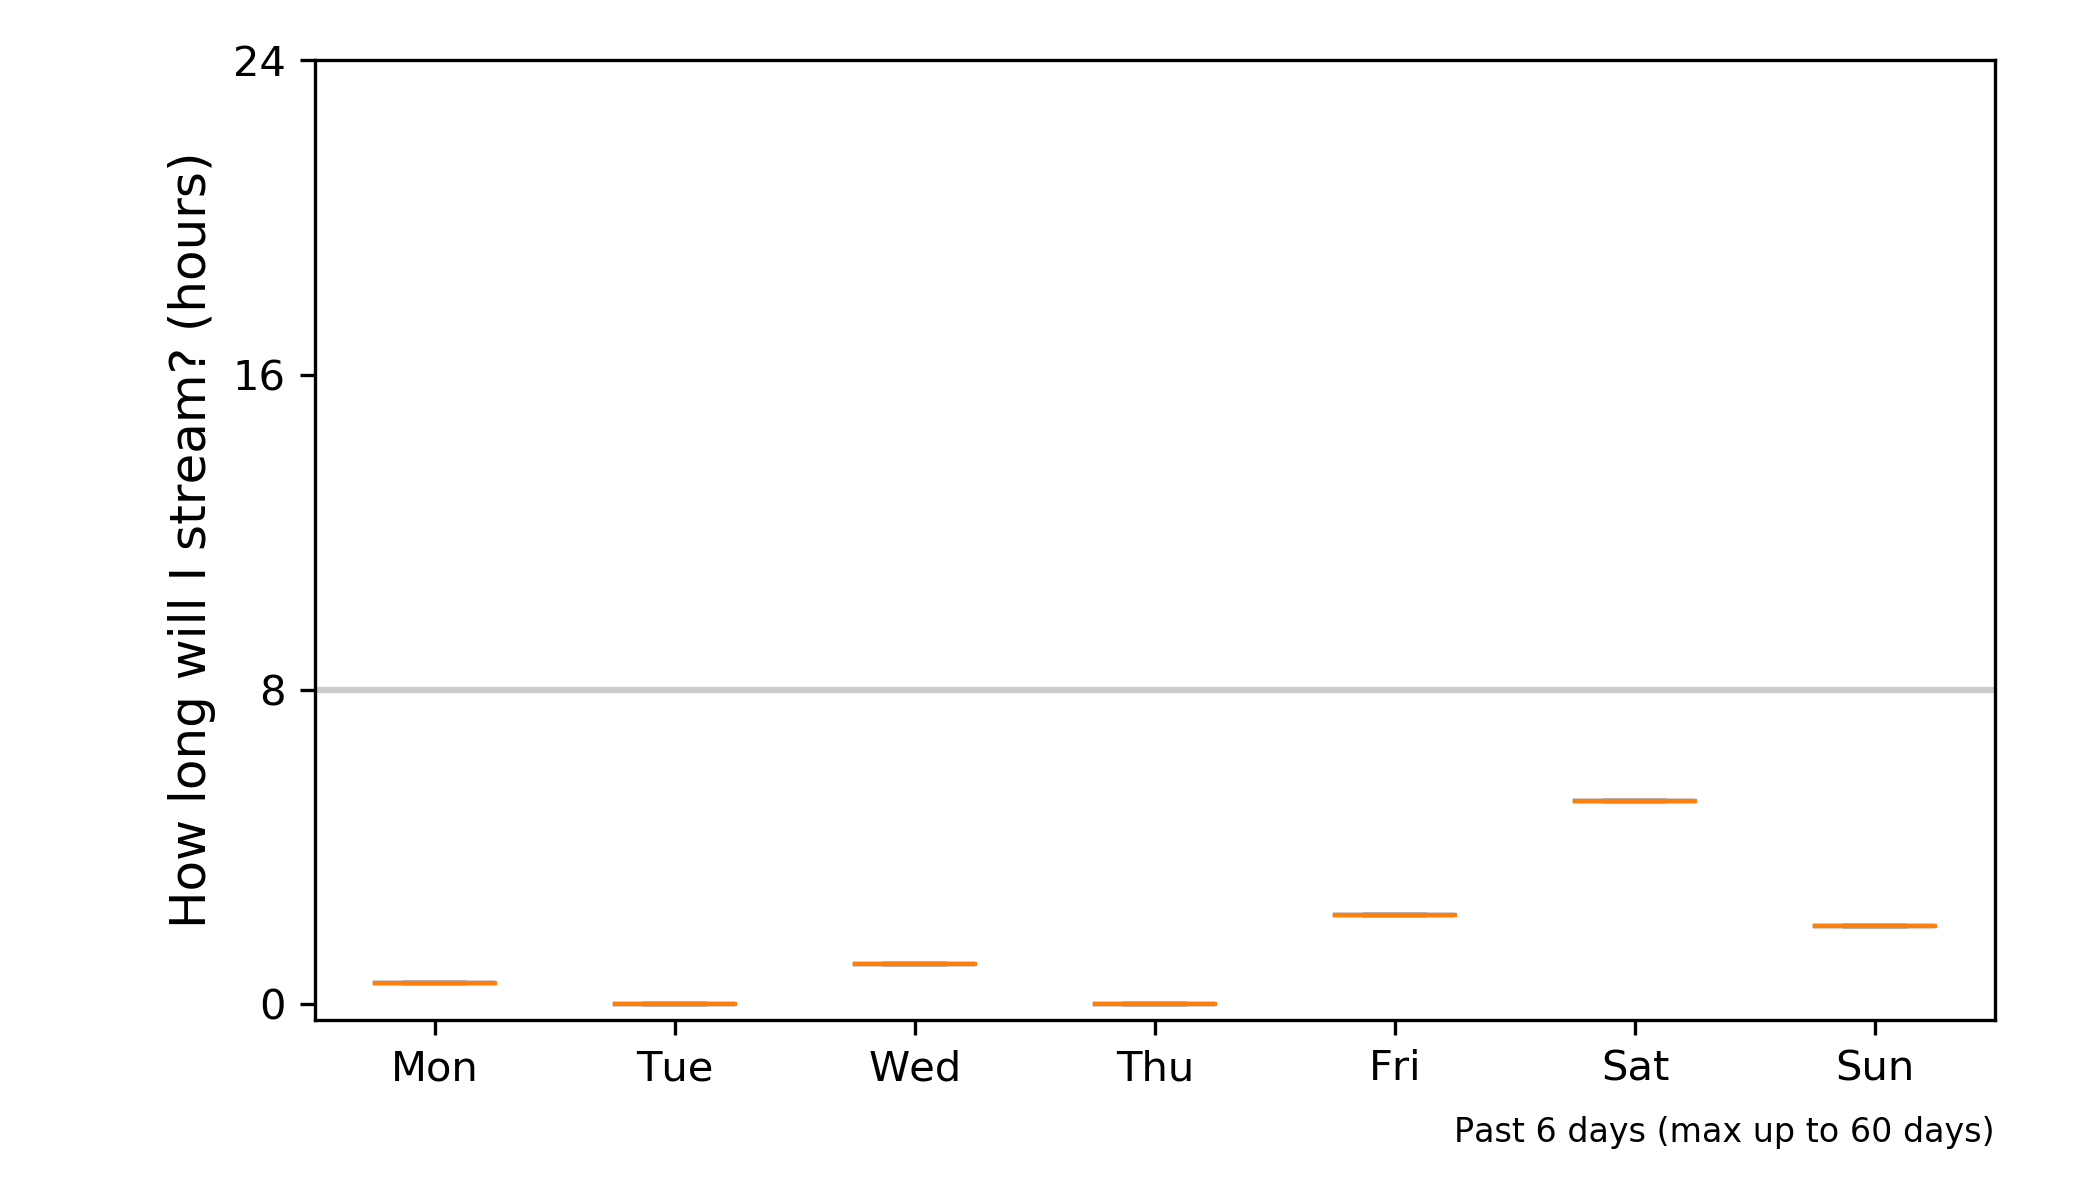 How long will I stream? (hours)
24
16
8
0
Mon Tue Wed Thu Fri Sat Sun
Past 6 days (max up to 60 days)